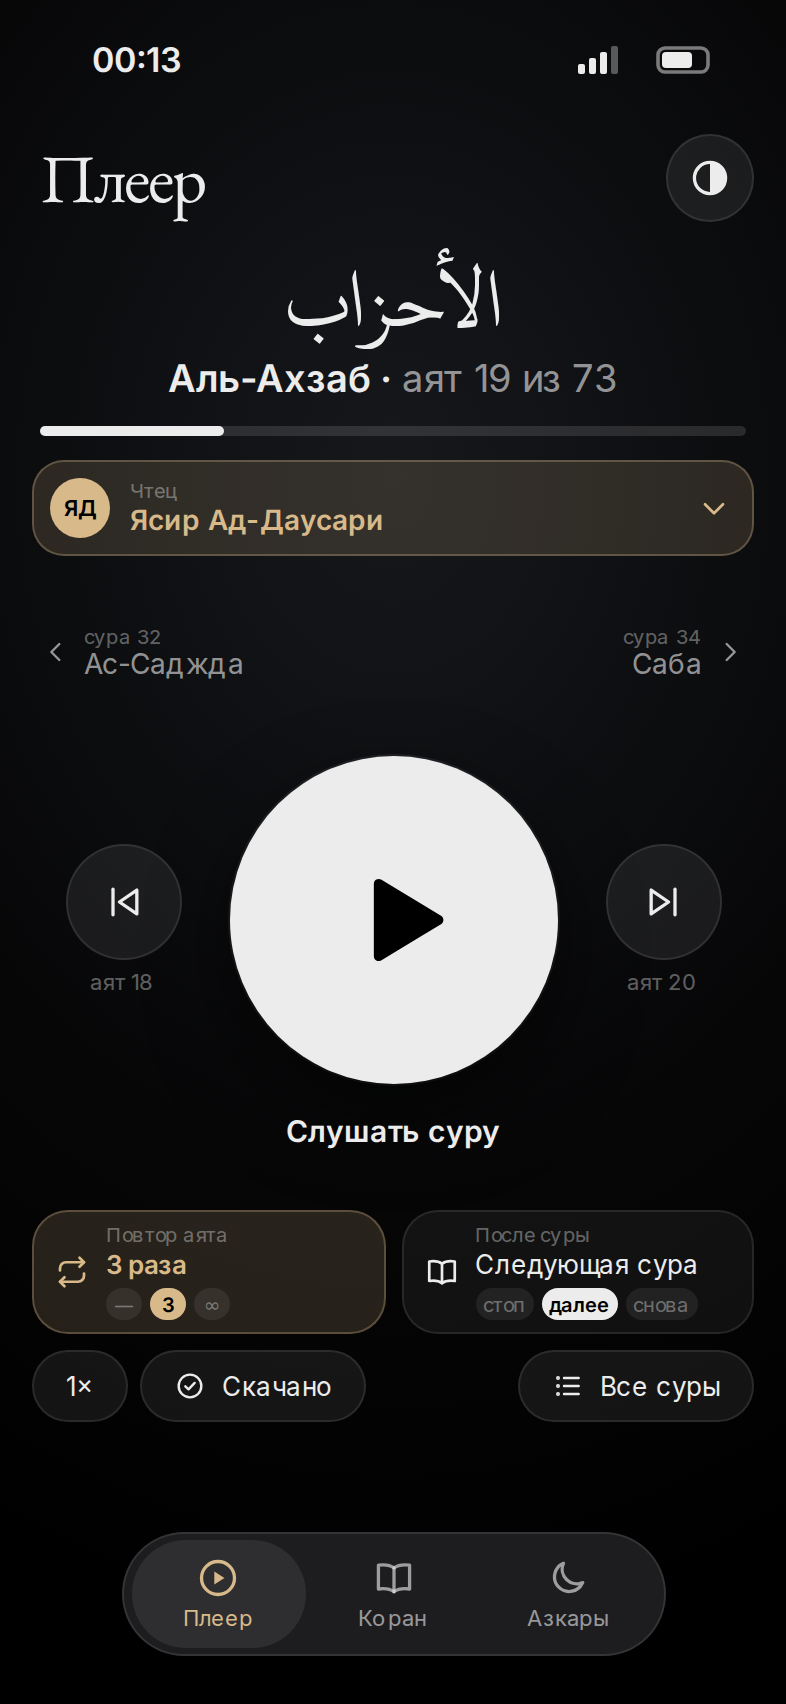 00:13
Плеер
الأحزاب
Аль-Ахзаб · аят 19 из 73
ЯД
Чтец
Ясир Ад-Даусари
сура 32
Ас-Саджда
сура 34
Саба
аят 18
аят 20
Слушать суру
Повтор аята
3 раза
— 3 ∞
После суры
Следующая сура
стоп далее снова
1×
Скачано
Все суры
Плеер
Коран
Азкары